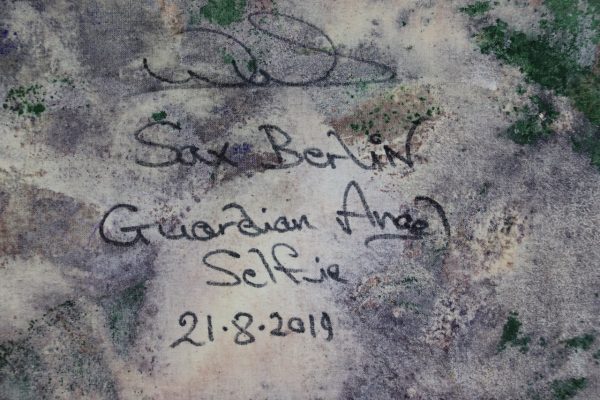 Sax Berlin
Guardian Angel
Selfie
21.8.2019